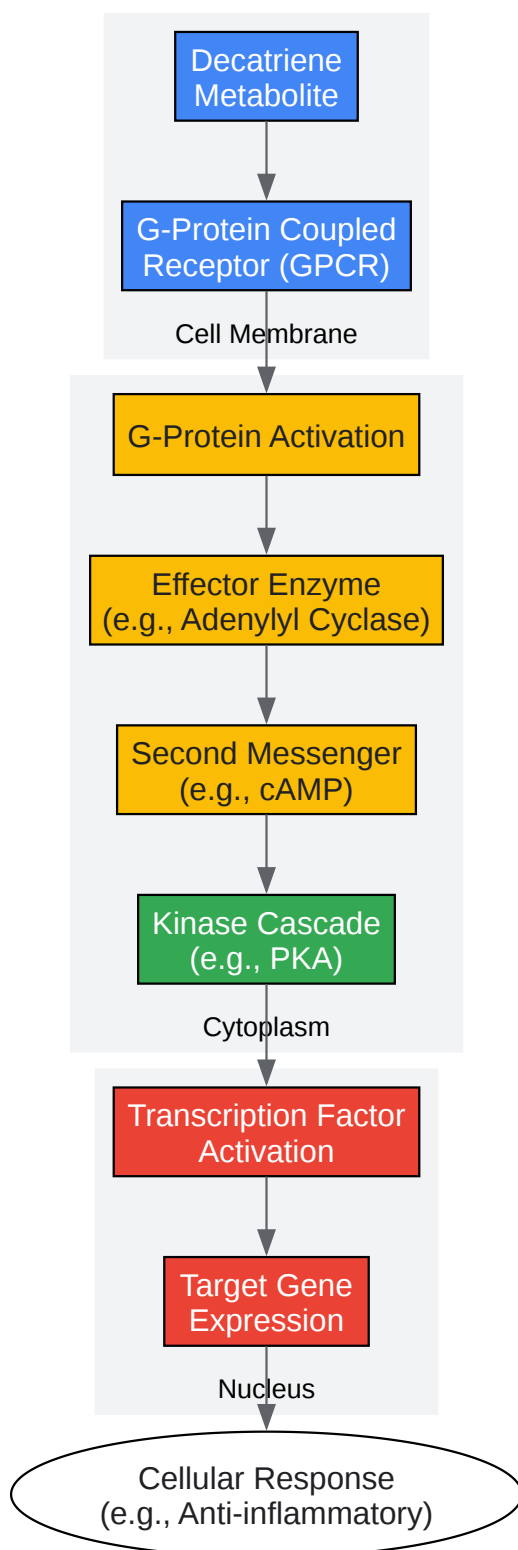 Decatriene
Metabolite
G-Protein Coupled
Receptor (GPCR)
Cell Membrane
G-Protein Activation
Effector Enzyme
(e.g., Adenylyl Cyclase)
Second Messenger
(e.g., cAMP)
Kinase Cascade
(e.g., PKA)
Cytoplasm
Transcription Factor
Activation
Target Gene
Expression
Nucleus
Cellular Response
(e.g., Anti-inflammatory)